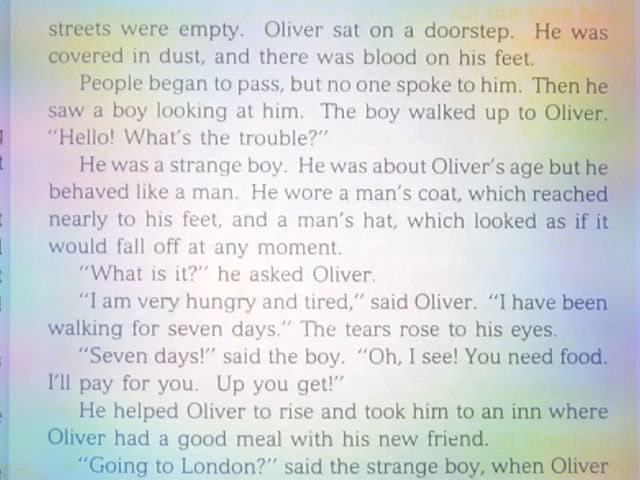 streets were empty. Oliver sat on a doorstep. He was
covered in dust, and there was blood on his feet.
People began to pass, but no one spoke to him. Then he
saw a boy looking at him. The boy walked up to Oliver.
“Hello! What’s the trouble?”
He was a strange boy. He was about Oliver’s age but he
behaved like a man. He wore a man’s coat, which reached
nearly to his feet, and a man’s hat, which looked as if it
would fall off at any moment.
“What is it?” he asked Oliver.
“I am very hungry and tired,” said Oliver. “I have been
walking for seven days.” The tears rose to his eyes.
“Seven days!” said the boy. “Oh, I see! You need food.
I’ll pay for you. Up you get!”
He helped Oliver to rise and took him to an inn where
Oliver had a good meal with his new friend.
“Going to London?” said the strange boy, when Oliver